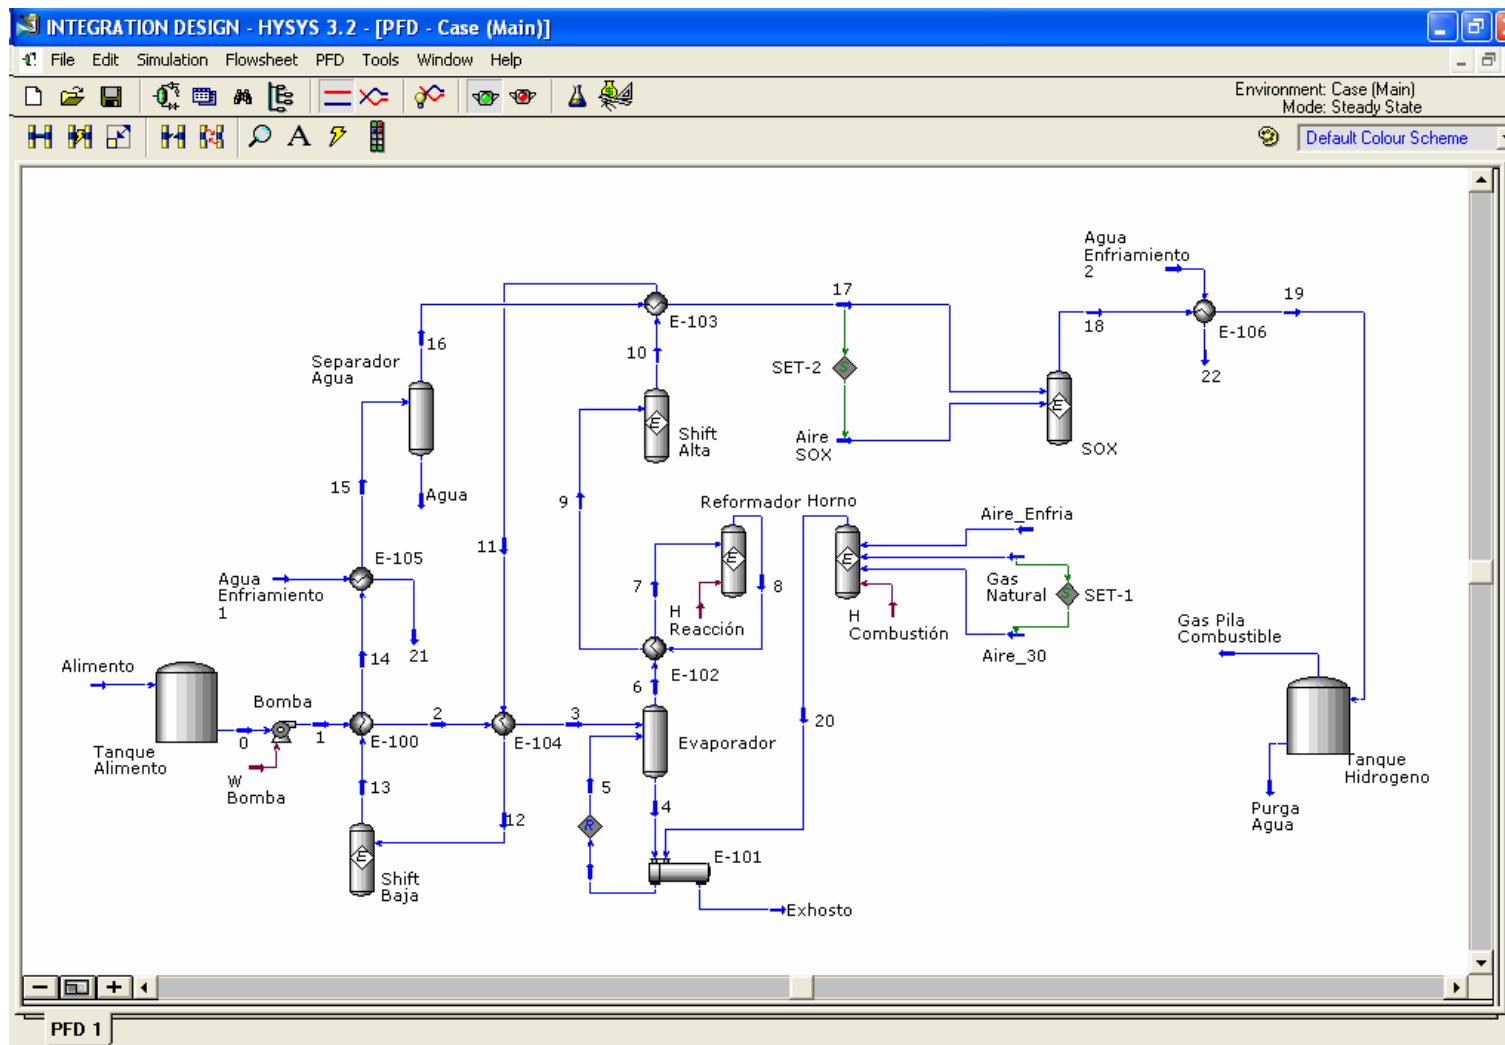 INTEGRATION DESIGN - HYSYS 3.2 - [PFD - Case (Main)]
File Edit Simulation Flowsheet PFD Tools Window Help
Environment: Case (Main)
Mode: Steady State
A
Default Colour Scheme
Agua
Enfriamiento
2
17
19
18
E-103
E-106
16
10
Separador
Agua
SET-2
S
22
E
E
Shift
Alta
Aire
SOX
SOX
15
Agua
9
Reformador
Horno
Aire_Enfria
11
E-105
E
E
Agua
Enfriamiento
1
7
8
Gas
Natural
S
SET-1
H
Reacción
H
Combustión
Gas Pila
Combustible
14
21
Aire_30
Alimento
E-102
6
Bomba
2
3
20
0
1
E-100
E-104
Evaporador
Tanque
Alimento
Tanque
Hidrogeno
W
Bomba
13
5
4
12
R
Purga
Agua
E
E-101
Shift
Baja
Exhosto
PFD 1